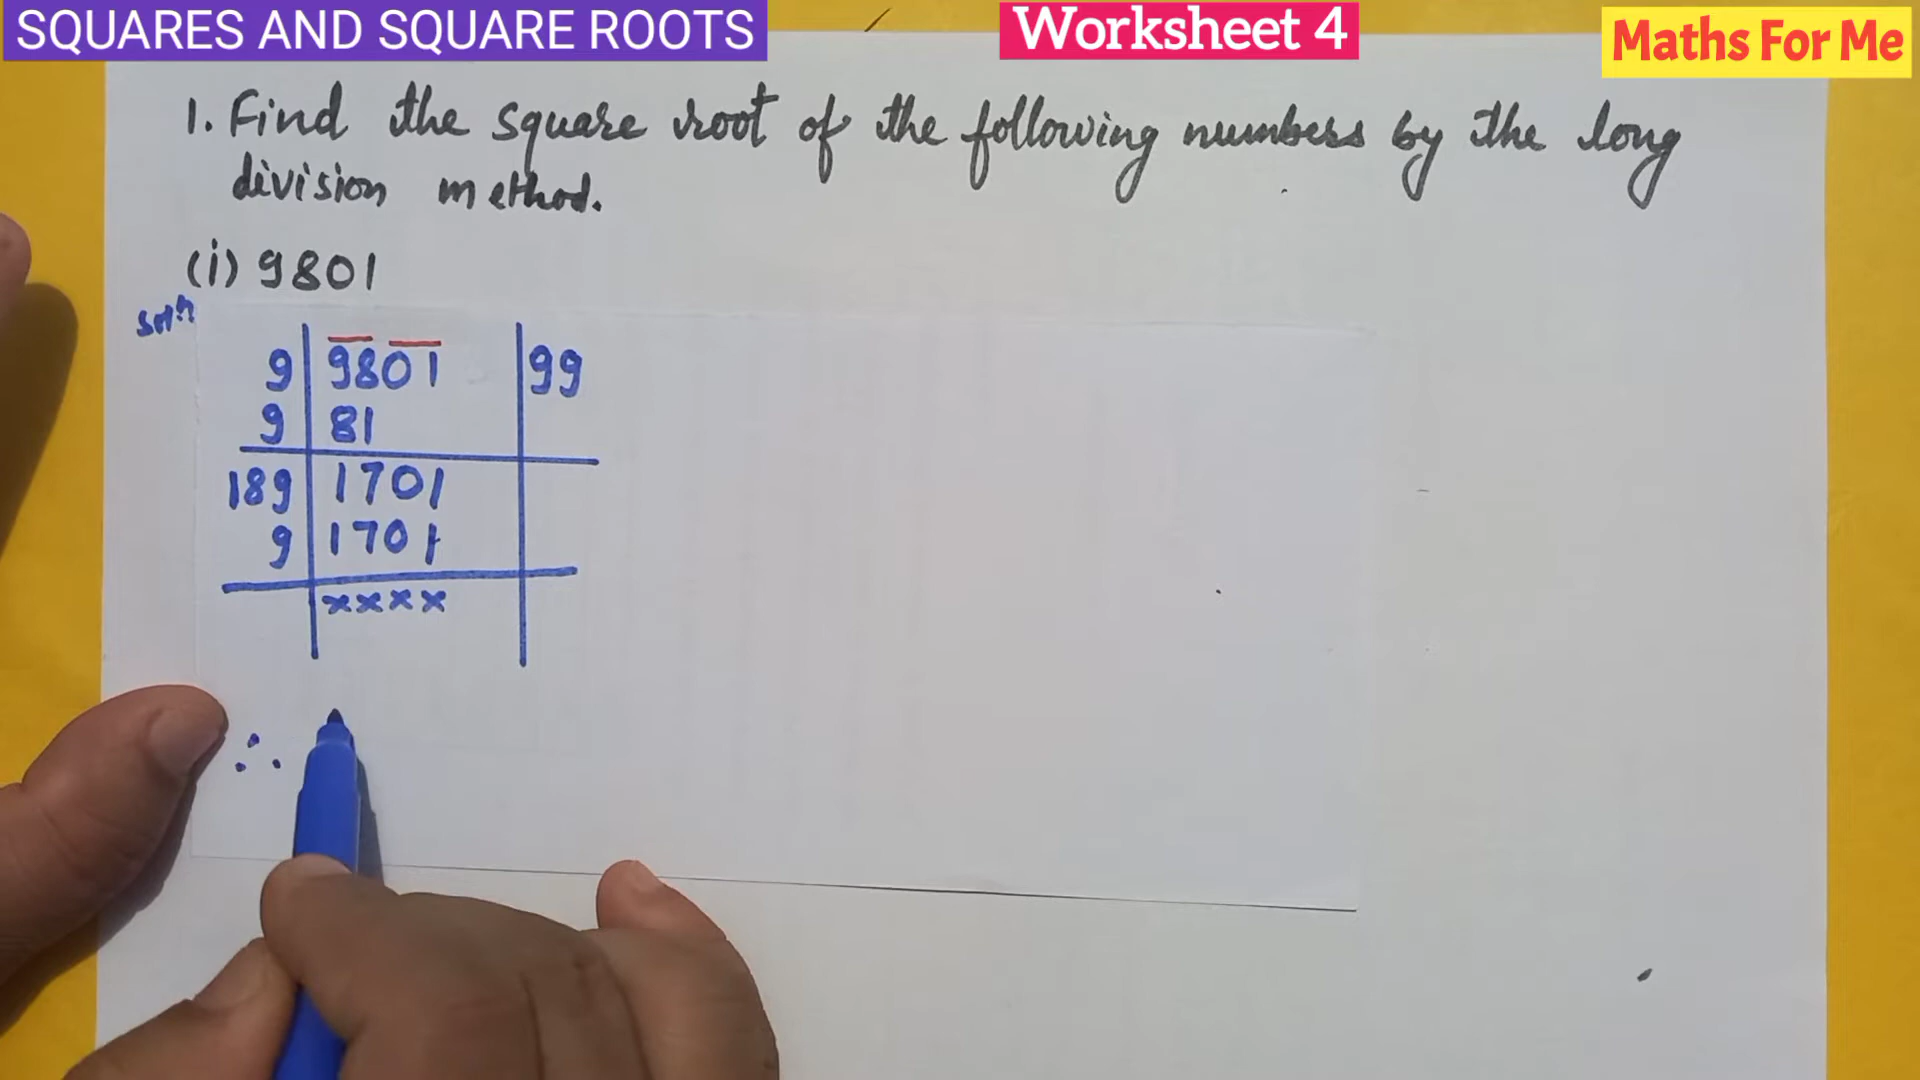 SQUARES AND SQUARE ROOTS
Worksheet 4
Maths For Me
1. Find the square root of the following numbers by the long
division method.
(i) 9801
Solⁿ
9 | 9801 | 99
9 | 81
189 | 1701
9 | 1701
xxxx
∴